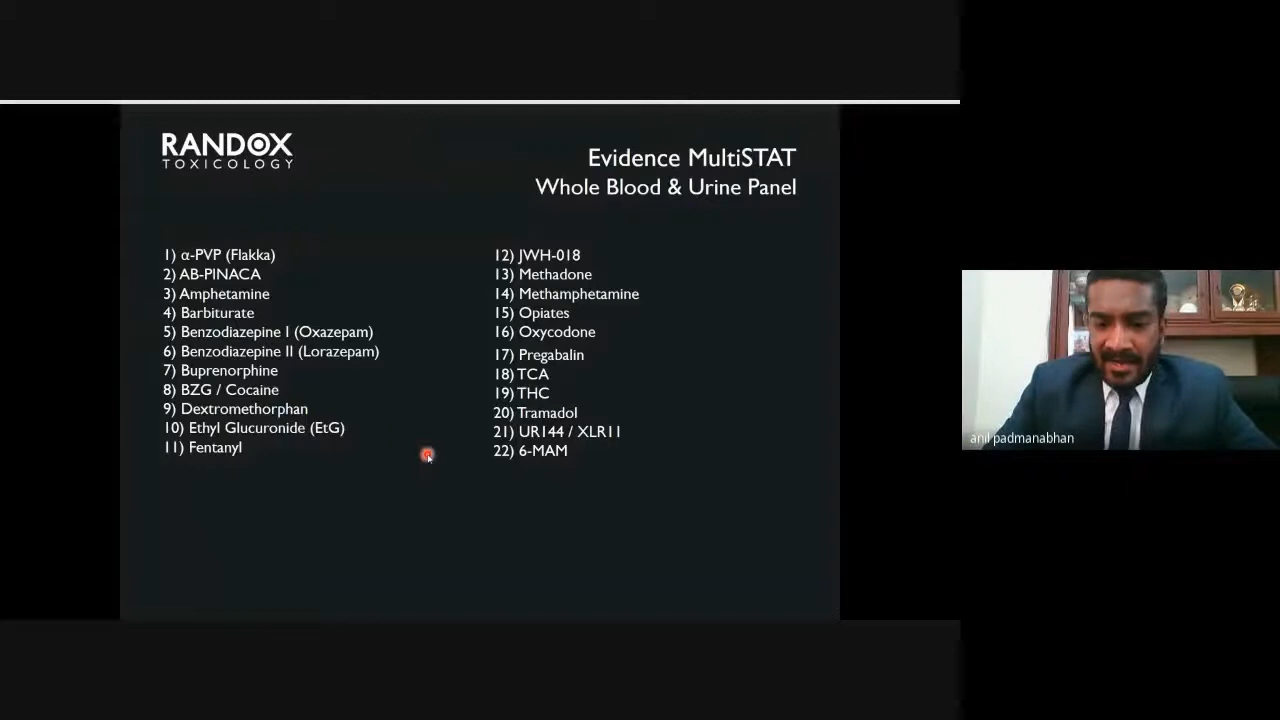 RANDOX
TOXICOLOGY
Evidence MultiSTAT
Whole Blood & Urine Panel
1) α-PVP (Flakka)
2) AB-PINACA
3) Amphetamine
4) Barbiturate
5) Benzodiazepine I (Oxazepam)
6) Benzodiazepine II (Lorazepam)
7) Buprenorphine
8) BZG / Cocaine
9) Dextromethorphan
10) Ethyl Glucuronide (EtG)
11) Fentanyl
12) JWH-018
13) Methadone
14) Methamphetamine
15) Opiates
16) Oxycodone
17) Pregabalin
18) TCA
19) THC
20) Tramadol
21) UR144 / XLR11
22) 6-MAM
anil padmanabhan